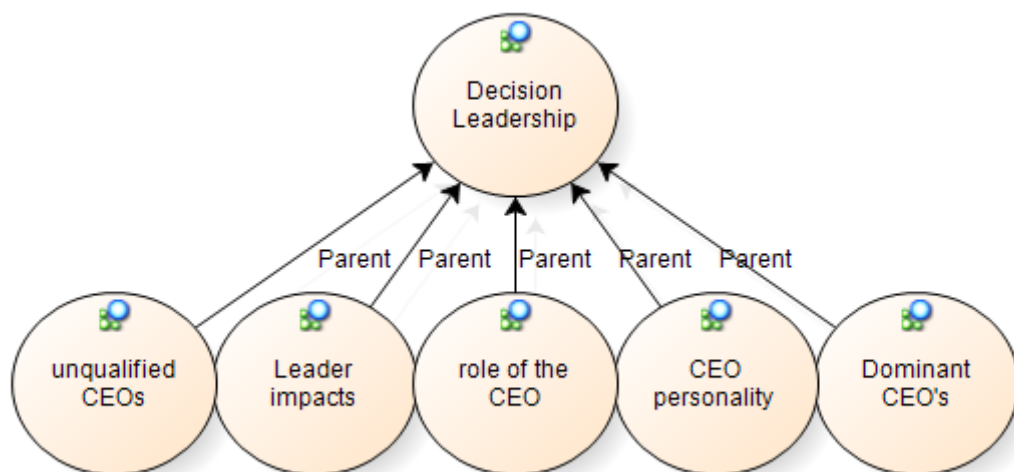 Decision
Leadership
Parent Parent Parent Parent Parent
unqualified
CEOs
Leader
impacts
role of the
CEO
CEO
personality
Dominant
CEO's